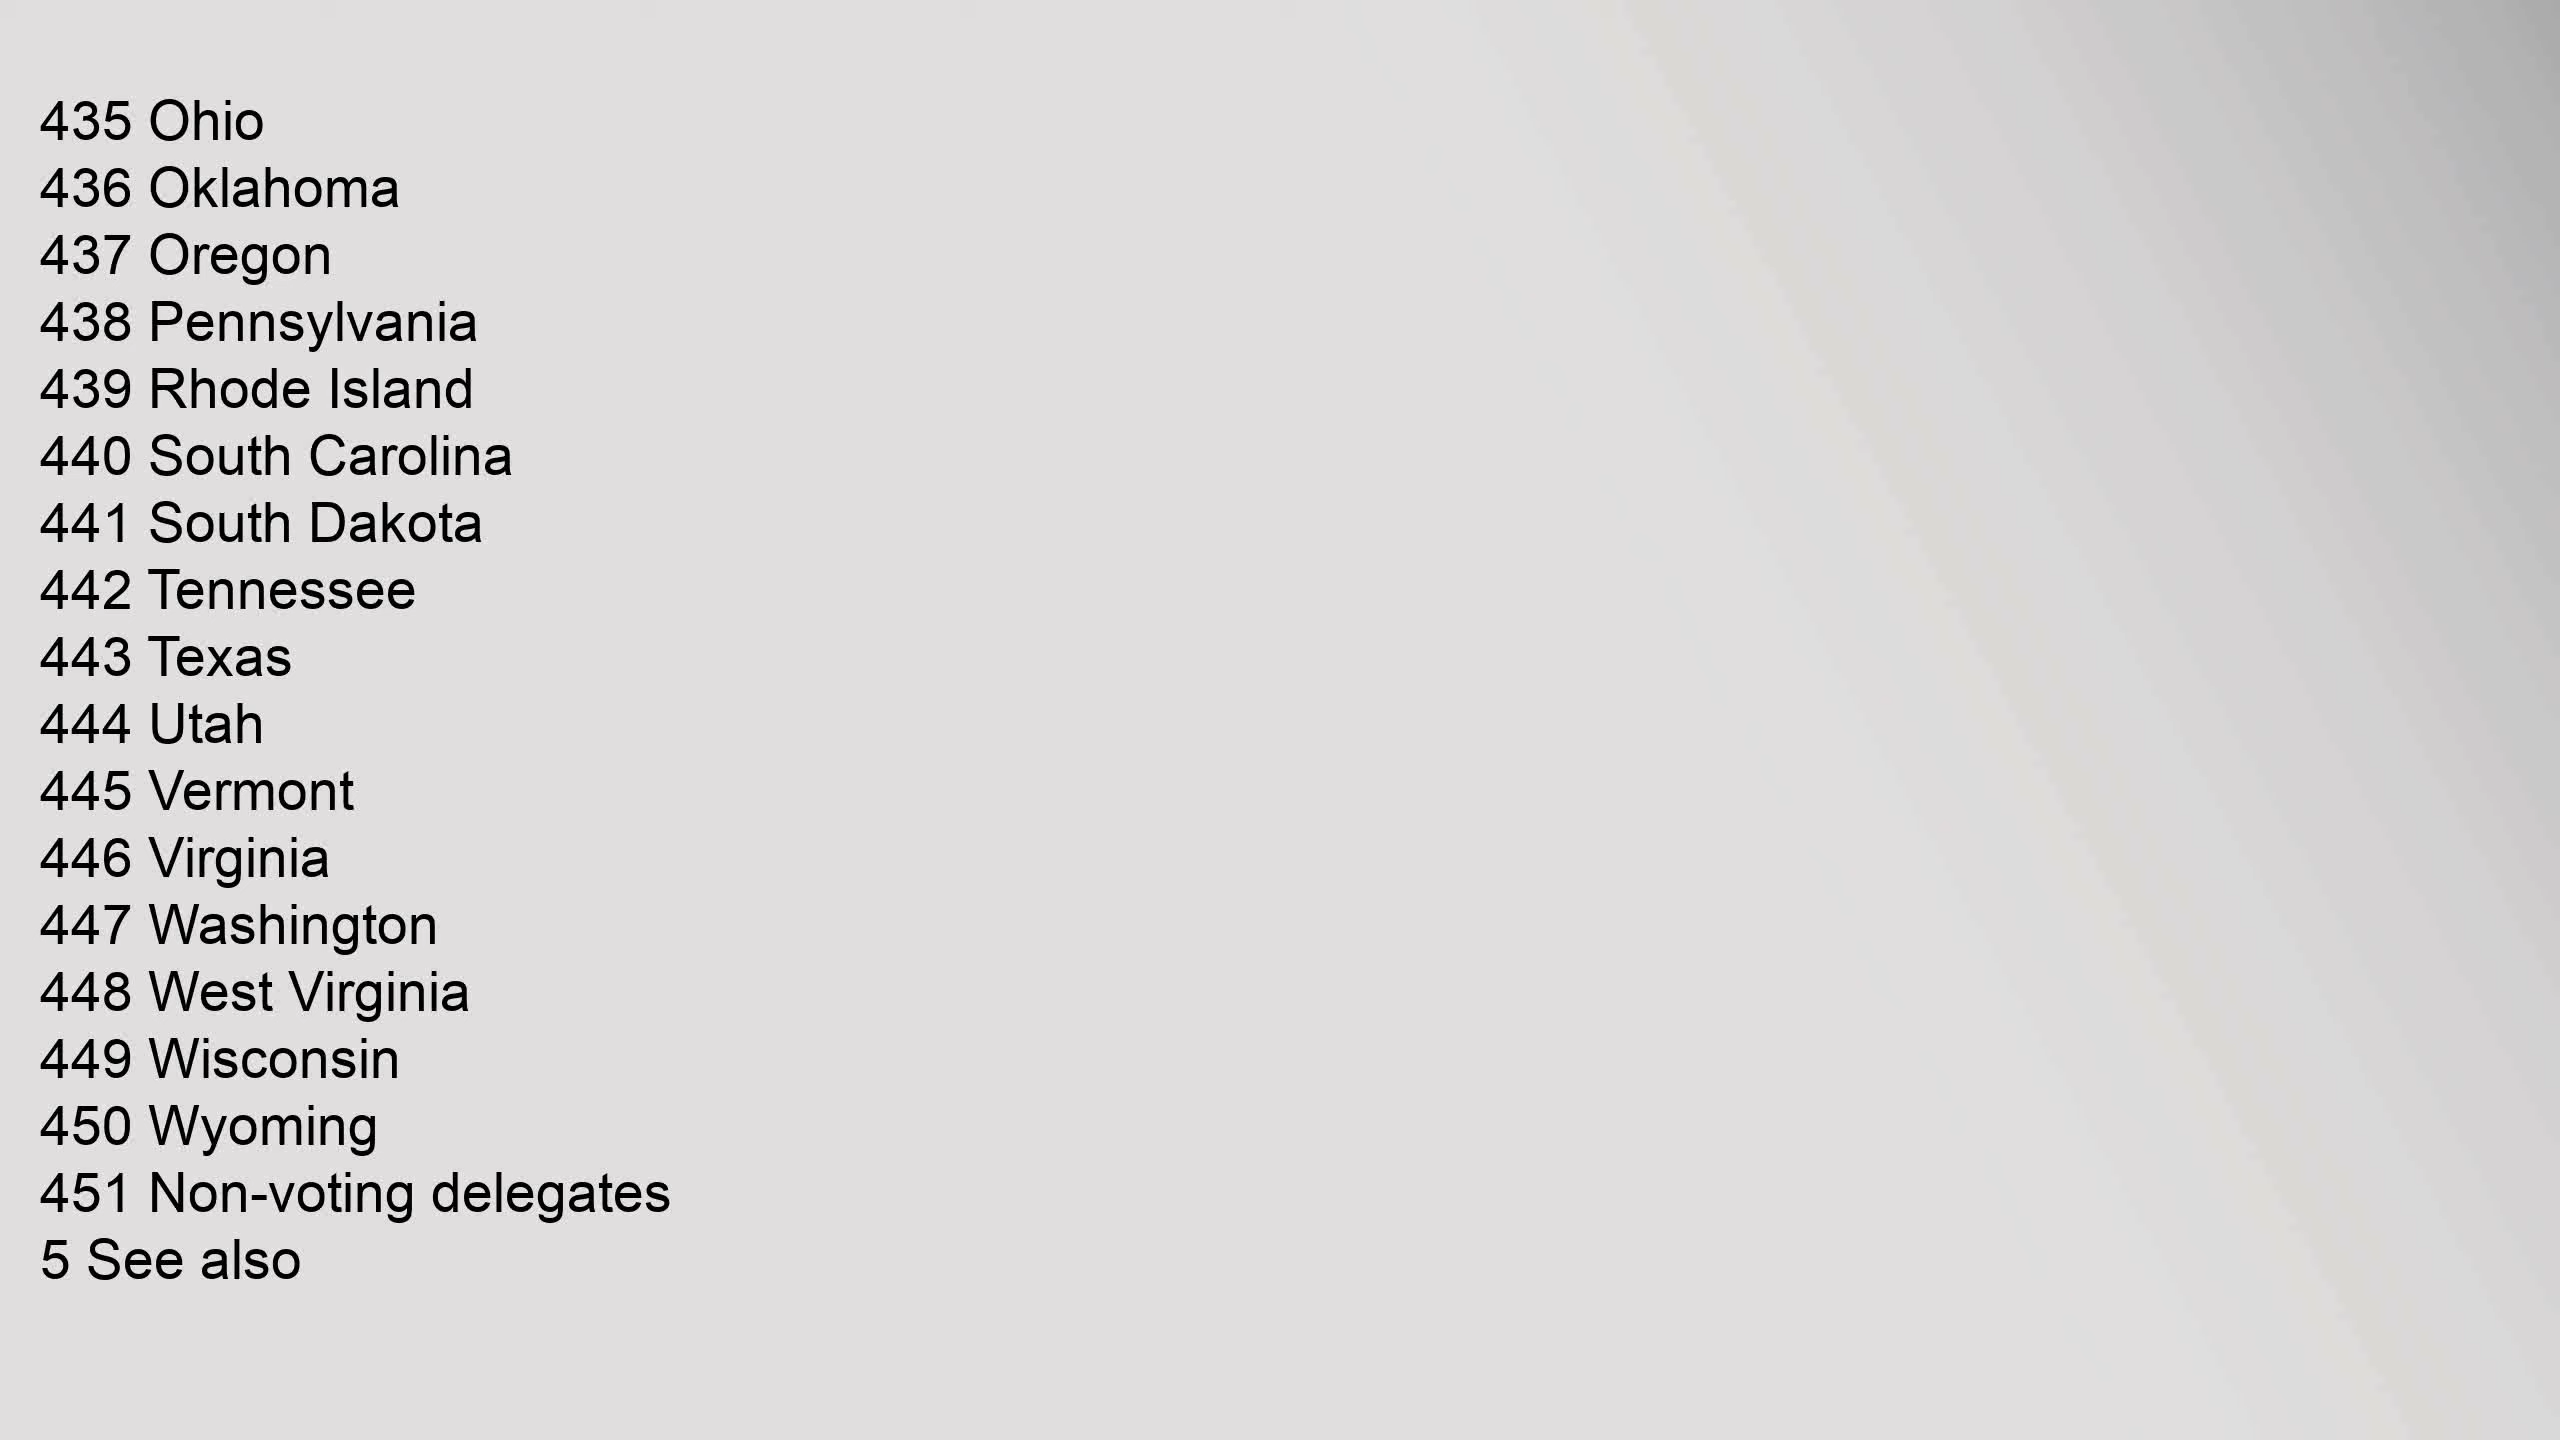 435 Ohio
436 Oklahoma
437 Oregon
438 Pennsylvania
439 Rhode Island
440 South Carolina
441 South Dakota
442 Tennessee
443 Texas
444 Utah
445 Vermont
446 Virginia
447 Washington
448 West Virginia
449 Wisconsin
450 Wyoming
451 Non-voting delegates
5 See also